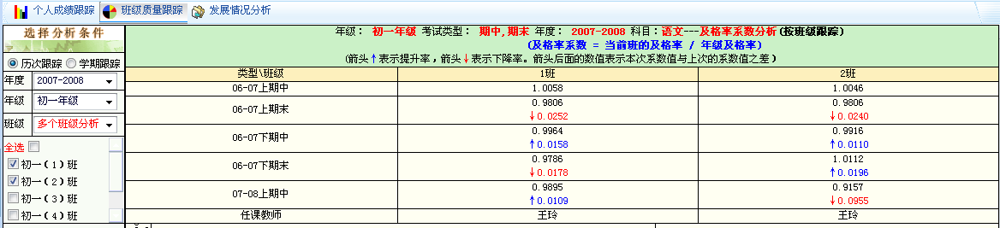 个人成绩跟踪 班级质量跟踪 发展情况分析
选择分析条件
历次跟踪 学期跟踪
年度 2007-2008
年级 初一年级
班级 多个班级分析
全选
初一(1)班
初一(2)班
初一(3)班
初一(4)班
年级: 初一年级 考试类型: 期中,期末 年度: 2007-2008 科目:语文---及格率系数分析(按班级跟踪)
(及格率系数 = 当前班的及格率 / 年级及格率)
(箭头↑表示提升率,箭头↓表示下降率。箭头后面的数值表示本次系数值与上次的系数值之差)
类型\班级 1班 2班
06-07上期中 1.0058 1.0046
06-07上期末 0.9806 0.9806
↓0.0252 ↓0.0240
06-07下期中 0.9964 0.9916
↑0.0158 ↑0.0110
06-07下期末 0.9786 1.0112
↓0.0178 ↑0.0196
07-08上期中 0.9895 0.9157
↑0.0109 ↓0.0955
任课教师 王玲 王玲